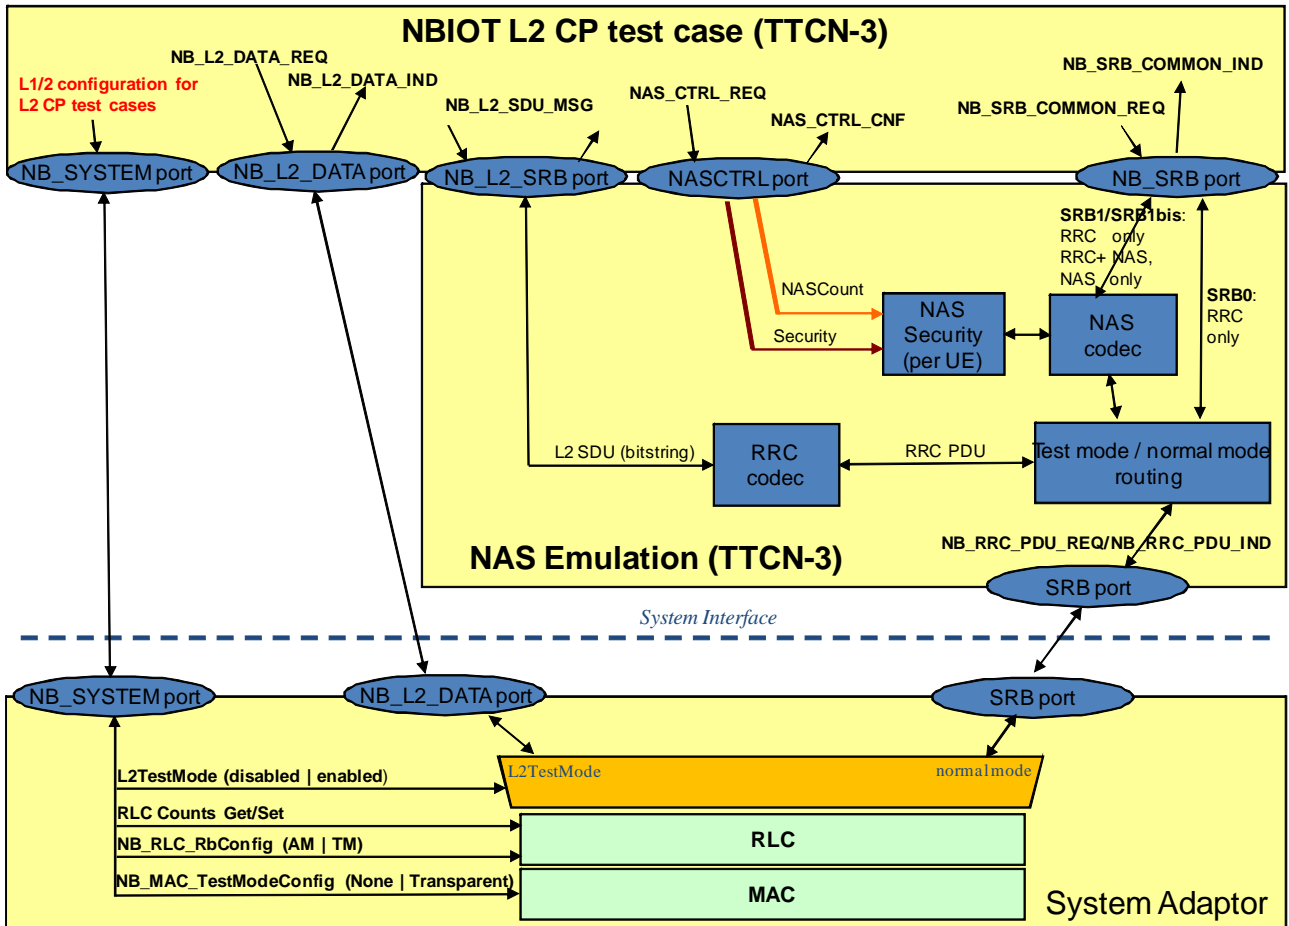 NBIOT L2 CP test case (TTCN-3)
NB_L2_DATA_REQ
NB_L2_DATA_IND
L1/2 configuration for
L2 CP test cases
NB_L2_SDU_MSG
NAS_CTRL_REQ
NAS_CTRL_CNF
NB_SRB_COMMON_IND
NB_SRB_COMMON_REQ
NB_SYSTEM port
NB_L2_DATA port
NB_L2_SRB port
NASCTRL port
NB_SRB port
SRB1/SRB1bis:
RRC only
RRC+ NAS,
NAS only
NASCount
Security
NAS
Security
(per UE)
NAS
codec
SRB0:
RRC
only
L2 SDU (bitstring)
RRC
codec
RRC PDU
Test mode / normal mode
routing
NB_RRC_PDU_REQ/NB_RRC_PDU_IND
NAS Emulation (TTCN-3)
SRB port
System Interface
NB_SYSTEM port
NB_L2_DATA port
SRB port
L2TestMode (disabled | enabled)
L2TestMode
normal mode
RLC Counts Get/Set
NB_RLC_RbConfig (AM | TM)
RLC
NB_MAC_TestModeConfig (None | Transparent)
MAC
System Adaptor